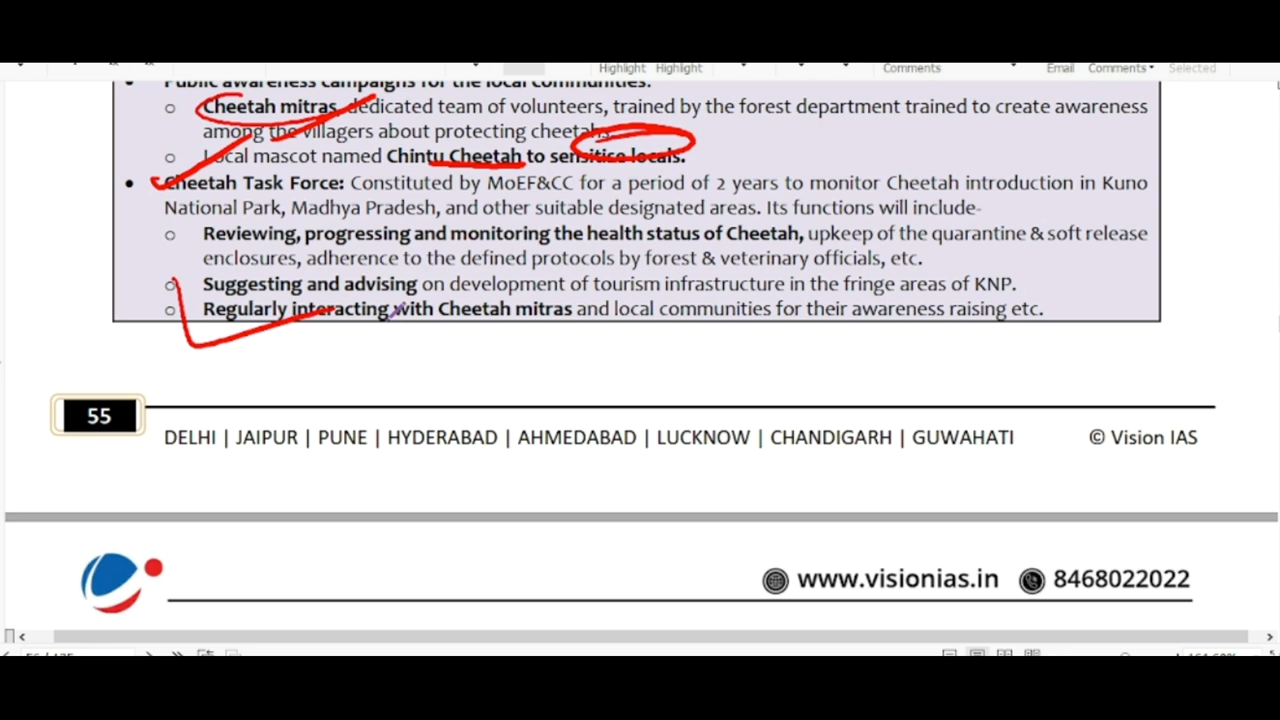 Highlight Highlight Comments Email Comments Selected
Public awareness campaigns for the local communities:
o Cheetah mitras, dedicated team of volunteers, trained by the forest department trained to create awareness
among the villagers about protecting cheetahs.
o Local mascot named Chintu Cheetah to sensitise locals.
• Cheetah Task Force: Constituted by MoEF&CC for a period of 2 years to monitor Cheetah introduction in Kuno
National Park, Madhya Pradesh, and other suitable designated areas. Its functions will include-
o Reviewing, progressing and monitoring the health status of Cheetah, upkeep of the quarantine & soft release
enclosures, adherence to the defined protocols by forest & veterinary officials, etc.
o Suggesting and advising on development of tourism infrastructure in the fringe areas of KNP.
o Regularly interacting with Cheetah mitras and local communities for their awareness raising etc.
55
DELHI | JAIPUR | PUNE | HYDERABAD | AHMEDABAD | LUCKNOW | CHANDIGARH | GUWAHATI © Vision IAS
www.visionias.in 8468022022